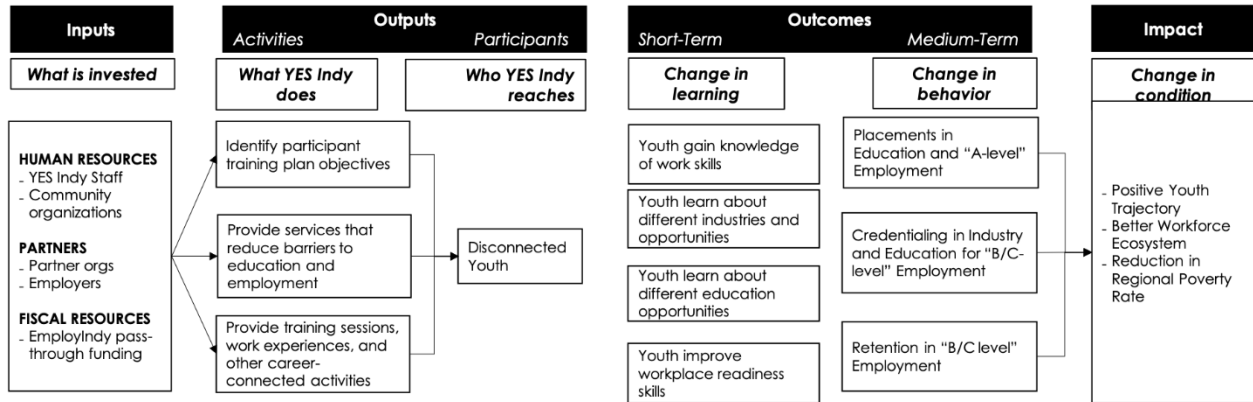 Inputs
Outputs
Activities
Participants
Outcomes
Short-Term
Medium-Term
Impact
What is invested
What YES Indy
does
Who YES Indy
reaches
Change in
learning
Change in
behavior
Change in
condition
HUMAN RESOURCES
- YES Indy Staff
- Community
organizations
PARTNERS
- Partner orgs
- Employers
FISCAL RESOURCES
- EmployIndy pass-
through funding
Identify participant
training plan objectives
Provide services that
reduce barriers to
education and
employment
Provide training sessions,
work experiences, and
other career-
connected activities
Disconnected
Youth
Youth gain knowledge
of work skills
Youth learn about
different industries and
opportunities
Youth learn about
different education
opportunities
Youth improve
workplace readiness
skills
Placements in
Education and “A-level”
Employment
Credentialing in Industry
and Education for “B/C-
level” Employment
Retention in “B/C level”
Employment
- Positive Youth
Trajectory
- Better Workforce
Ecosystem
- Reduction in
Regional Poverty
Rate